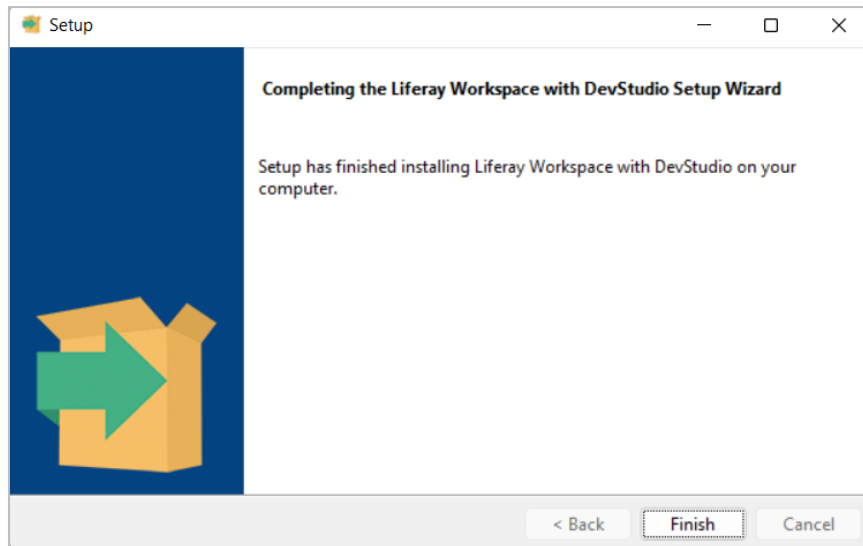 Setup
Completing the Liferay Workspace with DevStudio Setup Wizard
Setup has finished installing Liferay Workspace with DevStudio on your
computer.
< Back
Finish
Cancel